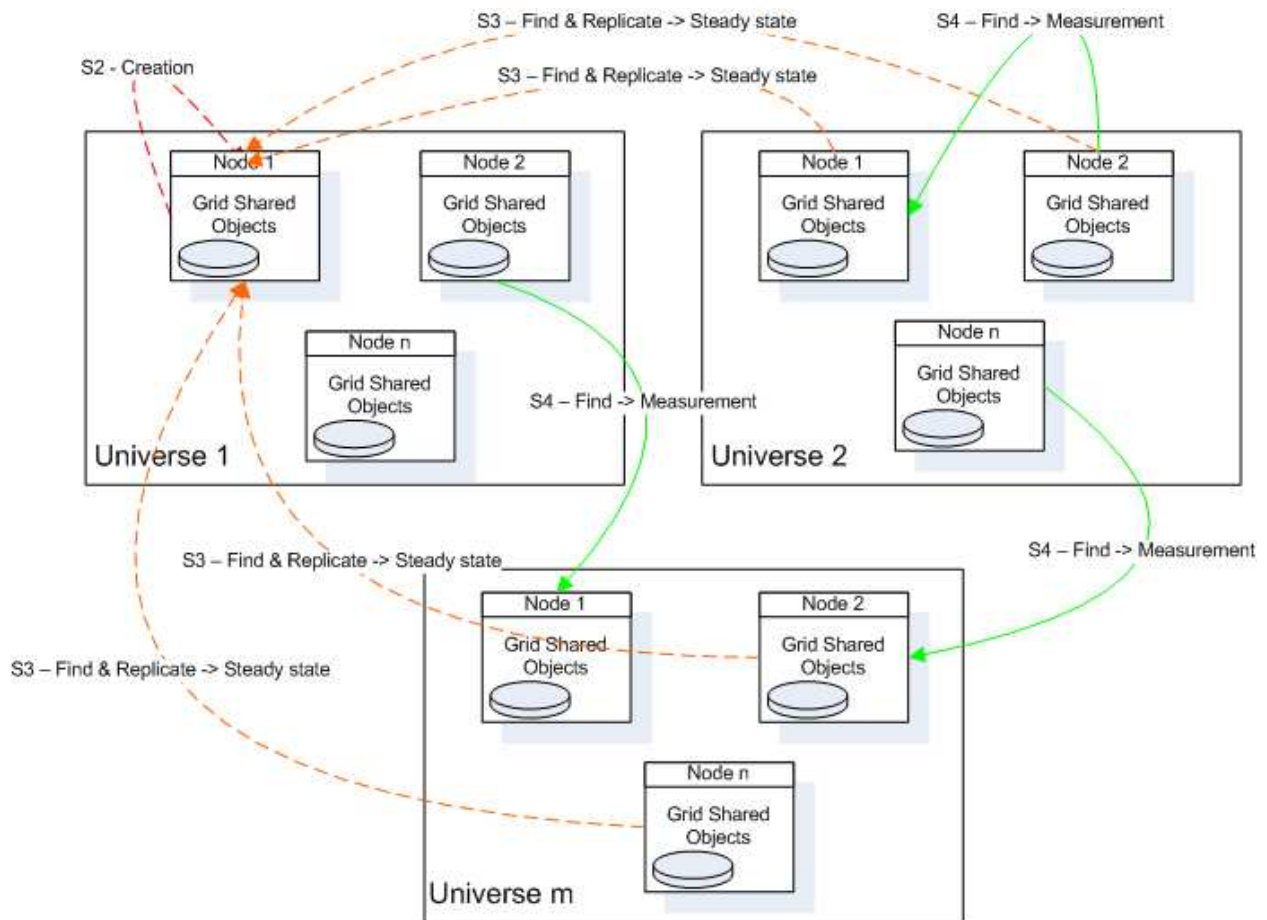 S3 – Find & Replicate -> Steady state
S4 – Find -> Measurement
S2 - Creation
S3 – Find & Replicate -> Steady state
Node 1
Grid Shared
Objects
Node 2
Grid Shared
Objects
Node n
Grid Shared
Objects
Universe 1
Node 1
Grid Shared
Objects
Node 2
Grid Shared
Objects
Node n
Grid Shared
Objects
Universe 2
S4 – Find -> Measurement
S4 – Find -> Measurement
S3 – Find & Replicate -> Steady state
S3 – Find & Replicate -> Steady state
Node 1
Grid Shared
Objects
Node 2
Grid Shared
Objects
Node n
Grid Shared
Objects
Universe m